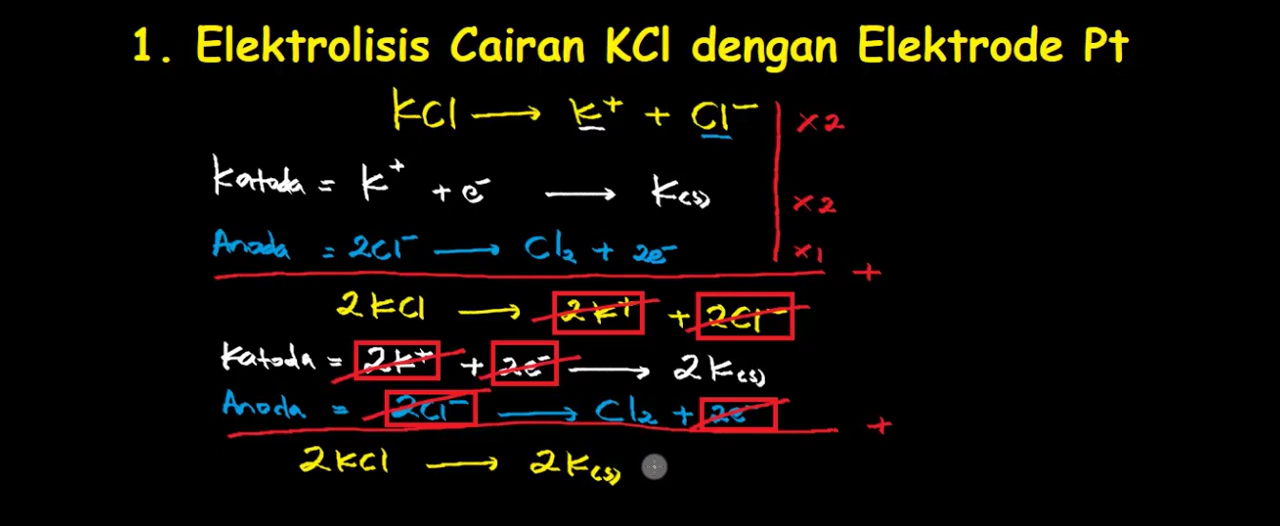 1. Elektrolisis Cairan KCl dengan Elektrode Pt
KCl → K⁺ + Cl⁻ | ×2
Katoda = K⁺ + e⁻ → K(s) | ×2
Anoda = 2Cl⁻ → Cl₂ + 2e⁻ | ×1
+
2KCl → 2K⁺ + 2Cl⁻
Katoda = 2K⁺ + 2e⁻ → 2K(s)
Anoda = 2Cl⁻ → Cl₂ + 2e⁻
+
2KCl → 2K(s)